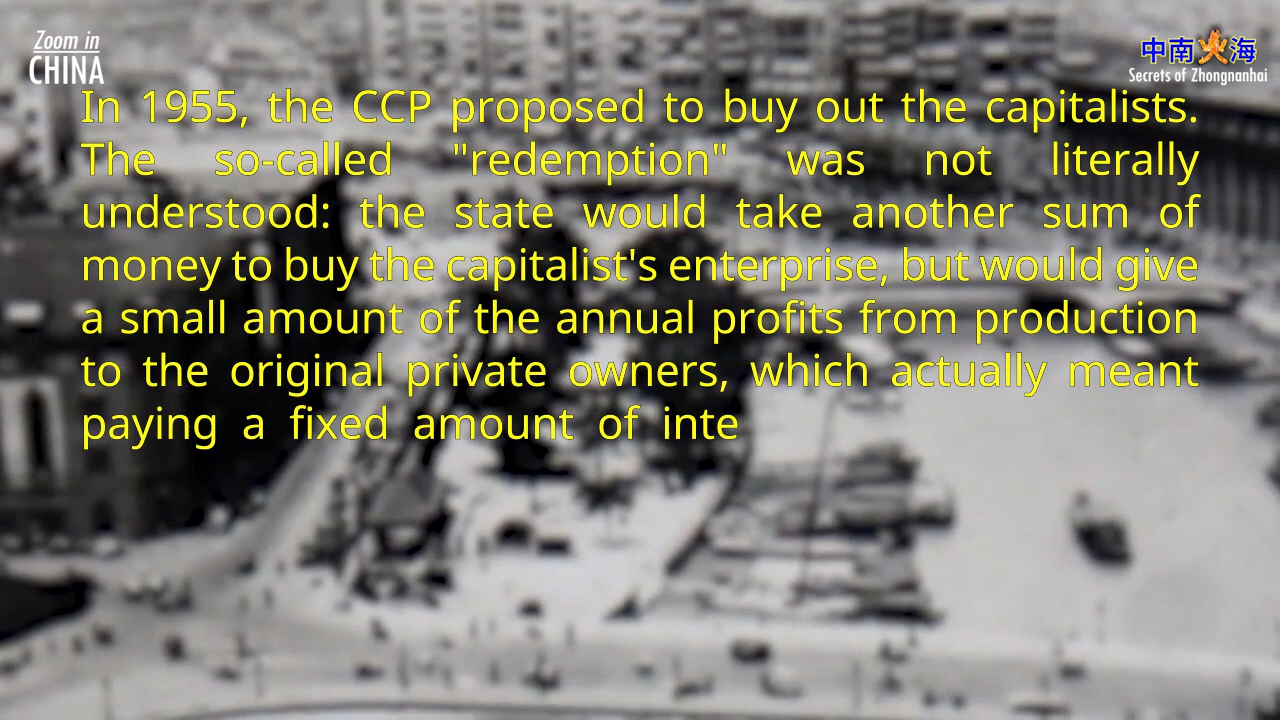 Zoom in
CHINA
中南海
Secrets of Zhongnanhai
In 1955, the CCP proposed to buy out the capitalists.
The so-called "redemption" was not literally
understood: the state would take another sum of
money to buy the capitalist's enterprise, but would give
a small amount of the annual profits from production
to the original private owners, which actually meant
paying a fixed amount of inte